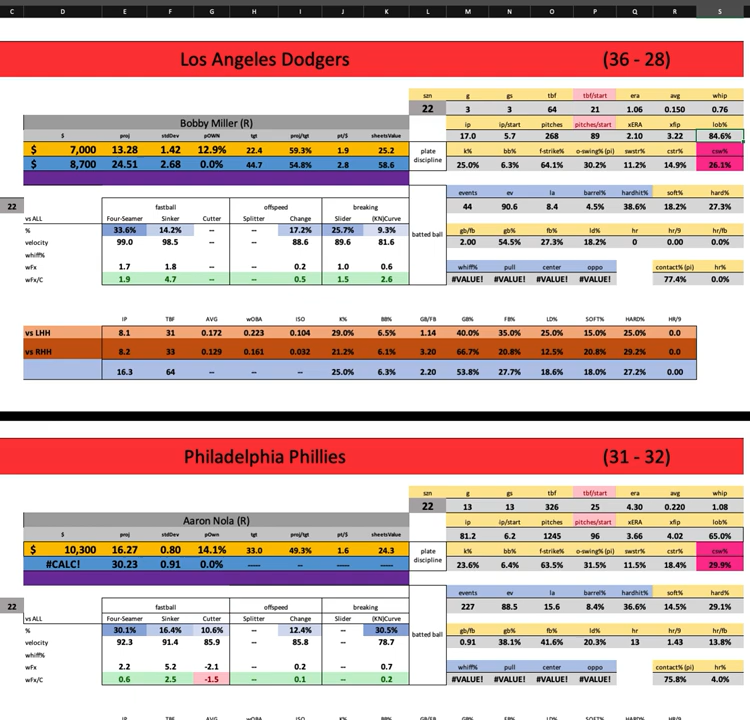 C D E F G H I J K L M N O P Q R S
Los Angeles Dodgers (36 - 28)
szn g gs tbf tbf/start era avg whip
22 3 3 64 21 1.06 0.150 0.76
Bobby Miller (R) ip ip/start pitches pitches/start xERA xfip lob%
$ proj stdDev pOWN tgt proj/tgt pt/$ sheetsValue 17.0 5.7 268 89 2.10 3.22 84.6%
$ 7,000 13.28 1.42 12.9% 22.4 59.3% 1.9 25.2 plate discipline k% bb% f-strike% o-swing% (pi) swstr% cstr% csw%
$ 8,700 24.51 2.68 0.0% 44.7 54.8% 2.8 58.6 25.0% 6.3% 64.1% 30.2% 11.2% 14.9% 26.1%
events ev la barrel% hardhit% soft% hard%
22 fastball offspeed breaking 44 90.6 8.4 4.5% 38.6% 18.2% 27.3%
vs ALL Four-Seamer Sinker Cutter Splitter Change Slider (KN)Curve
% 33.6% 14.2% -- -- 17.2% 25.7% 9.3% batted ball gb/fb gb% fb% ld% hr hr/9 hr/fb
velocity 99.0 98.5 -- -- 88.6 89.6 81.6 2.00 54.5% 27.3% 18.2% 0 0.00 0.0%
whiff%
wFx 1.7 1.8 0.2 1.0 0.6 whiff% pull center oppo contact% (pi) hr%
wFx/C 1.9 4.7 -- -- 0.5 1.5 2.6 #VALUE! #VALUE! #VALUE! #VALUE! 77.4% 0.0%
IP TBF AVG wOBA ISO K% BB% GB/FB GB% FB% LD% SOFT% HARD% HR/9
vs LHH 8.1 31 0.172 0.223 0.104 29.0% 6.5% 1.14 40.0% 35.0% 25.0% 15.0% 25.0% 0.0
vs RHH 8.2 33 0.129 0.161 0.032 21.2% 6.1% 3.20 66.7% 20.8% 12.5% 20.8% 29.2% 0.0
16.3 64 -- -- -- 25.0% 6.3% 2.20 53.8% 27.7% 18.6% 18.0% 27.2% 0.00
Philadelphia Phillies (31 - 32)
szn g gs tbf tbf/start era avg whip
22 13 13 326 25 4.30 0.220 1.08
Aaron Nola (R) ip ip/start pitches pitches/start xERA xfip lob%
$ proj stdDev pOwn tgt proj/tgt pt/$ sheetsValue 81.2 6.2 1245 96 3.66 4.02 65.0%
$ 10,300 16.27 0.80 14.1% 33.0 49.3% 1.6 24.3 plate discipline k% bb% f-strike% o-swing% (pi) swstr% cstr% csw%
#CALC! 30.23 0.91 0.0% ---- ---- ---- ---- 23.6% 6.4% 63.5% 31.5% 11.5% 18.4% 29.9%
events ev la barrel% hardhit% soft% hard%
22 fastball offspeed breaking 227 88.5 15.6 8.4% 36.6% 14.5% 29.1%
vs ALL Four-Seamer Sinker Cutter Splitter Change Slider (KN)Curve
% 30.1% 16.4% 10.6% -- 12.4% -- 30.5% batted ball gb/fb gb% fb% ld% hr hr/9 hr/fb
velocity 92.3 91.4 85.9 -- 85.8 -- 78.7 0.91 38.1% 41.6% 20.3% 13 1.43 13.8%
whiff%
wFx 2.2 5.2 -2.1 0.2 0.7 whiff% pull center oppo contact% (pi) hr%
wFx/C 0.6 2.5 -1.5 -- 0.1 -- 0.2 #VALUE! #VALUE! #VALUE! #VALUE! 75.8% 4.0%
IP TBF AVG wOBA ISO K% BB% GB/FB GB% FB% LD% SOFT% HARD% HR/9